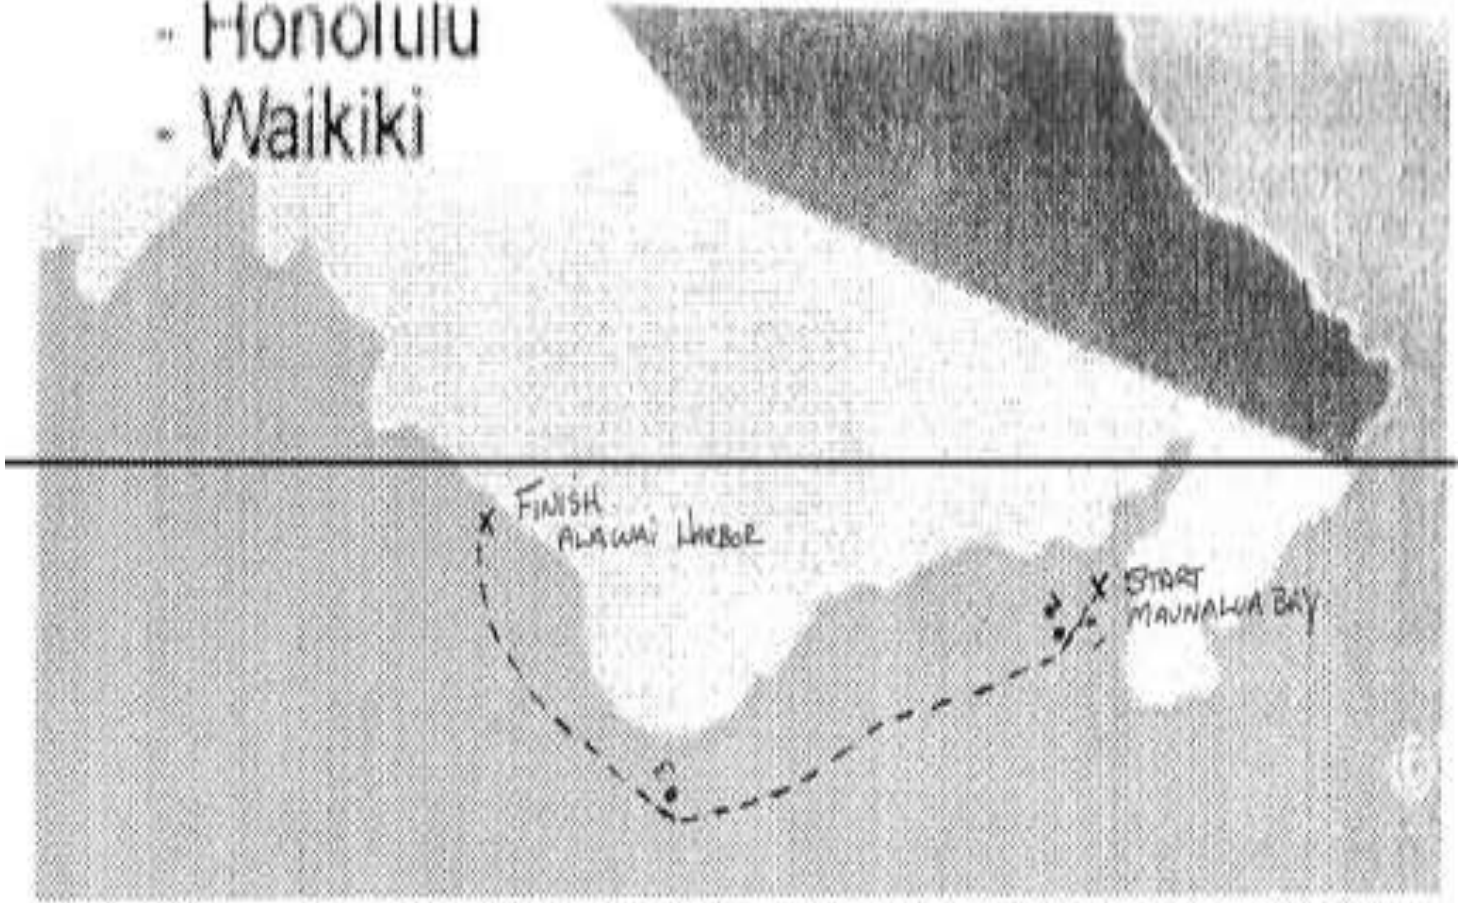 - Honolulu
- Waikiki
FINISH
ALAWAI HARBOR
START
MAUNALUA BAY